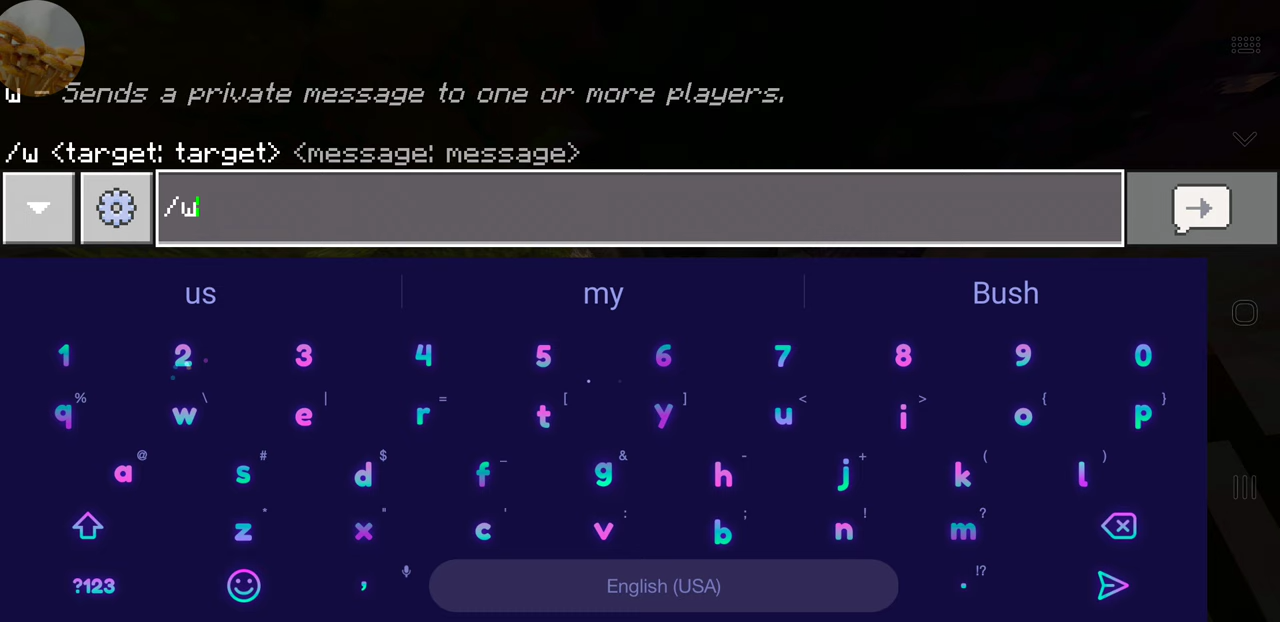 w - Sends a private message to one or more players.
/w <target: target> <message: message>
/w
us my Bush
1 2 3 4 5 6 7 8 9 0
q % w \ e | r = t [ y ] u < i > o { p }
a @ s # d $ f _ g & h - j + k ( l )
z * x " c ' v : b ; n ! m ?
?123 , English (USA) . !?